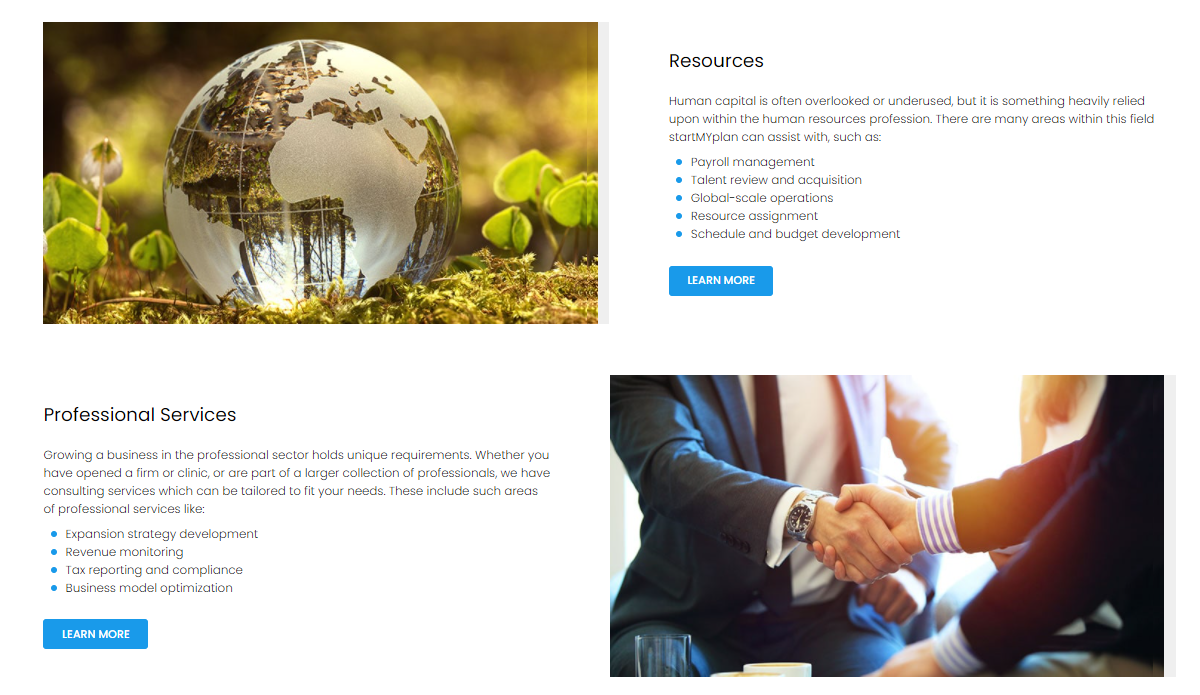 Resources
Human capital is often overlooked or underused, but it is something heavily relied
upon within the human resources profession. There are many areas within this field
startMYplan can assist with, such as:
Payroll management
Talent review and acquisition
Global-scale operations
Resource assignment
Schedule and budget development
LEARN MORE
Professional Services
Growing a business in the professional sector holds unique requirements. Whether you
have opened a firm or clinic, or are part of a larger collection of professionals, we have
consulting services which can be tailored to fit your needs. These include such areas
of professional services like:
Expansion strategy development
Revenue monitoring
Tax reporting and compliance
Business model optimization
LEARN MORE